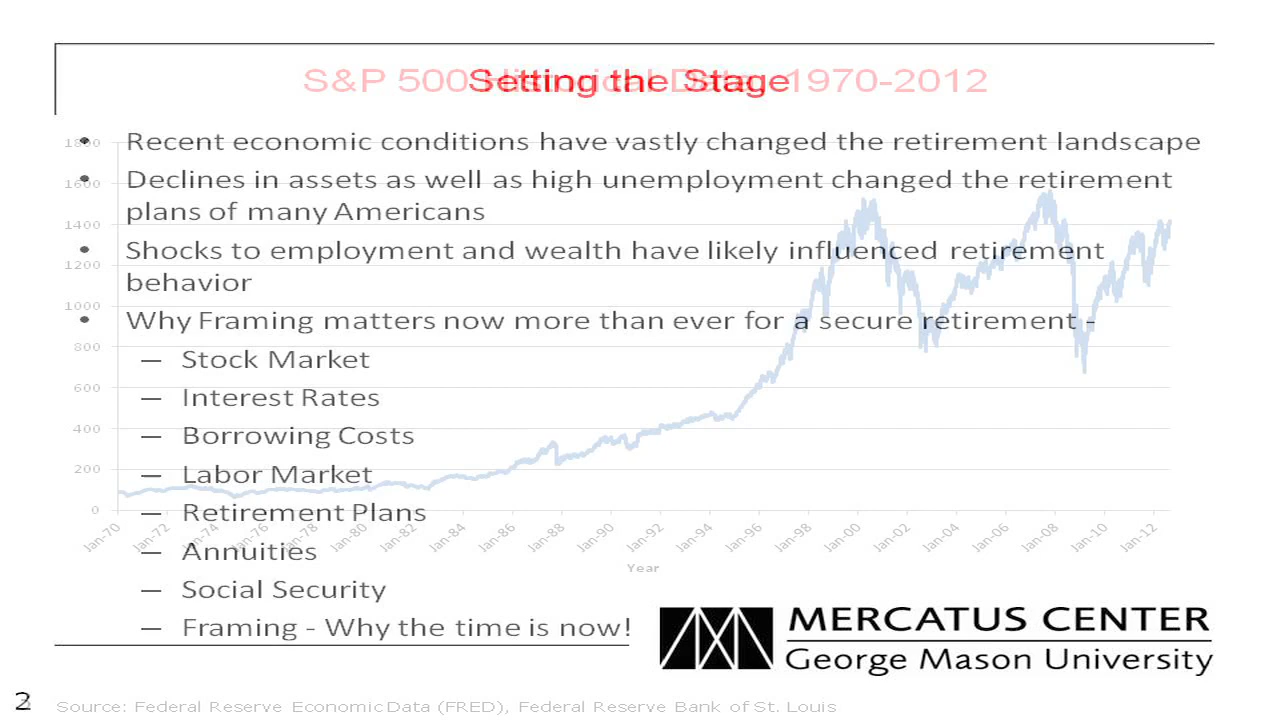 Setting the Stage
S&P 500 Historical Data, 1970-2012
• Recent economic conditions have vastly changed the retirement landscape
• Declines in assets as well as high unemployment changed the retirement
plans of many Americans
• Shocks to employment and wealth have likely influenced retirement
behavior
• Why Framing matters now more than ever for a secure retirement -
— Stock Market
— Interest Rates
— Borrowing Costs
— Labor Market
— Retirement Plans
— Annuities
— Social Security
— Framing - Why the time is now!
1800
1600
1400
1200
1000
800
600
400
200
0
Jan-70 Jan-72 Jan-74 Jan-76 Jan-78 Jan-80 Jan-82 Jan-84 Jan-86 Jan-88 Jan-90 Jan-92 Jan-94 Jan-96 Jan-98 Jan-00 Jan-02 Jan-04 Jan-06 Jan-08 Jan-10 Jan-12
Year
MERCATUS CENTER
George Mason University
2
Source: Federal Reserve Economic Data (FRED), Federal Reserve Bank of St. Louis